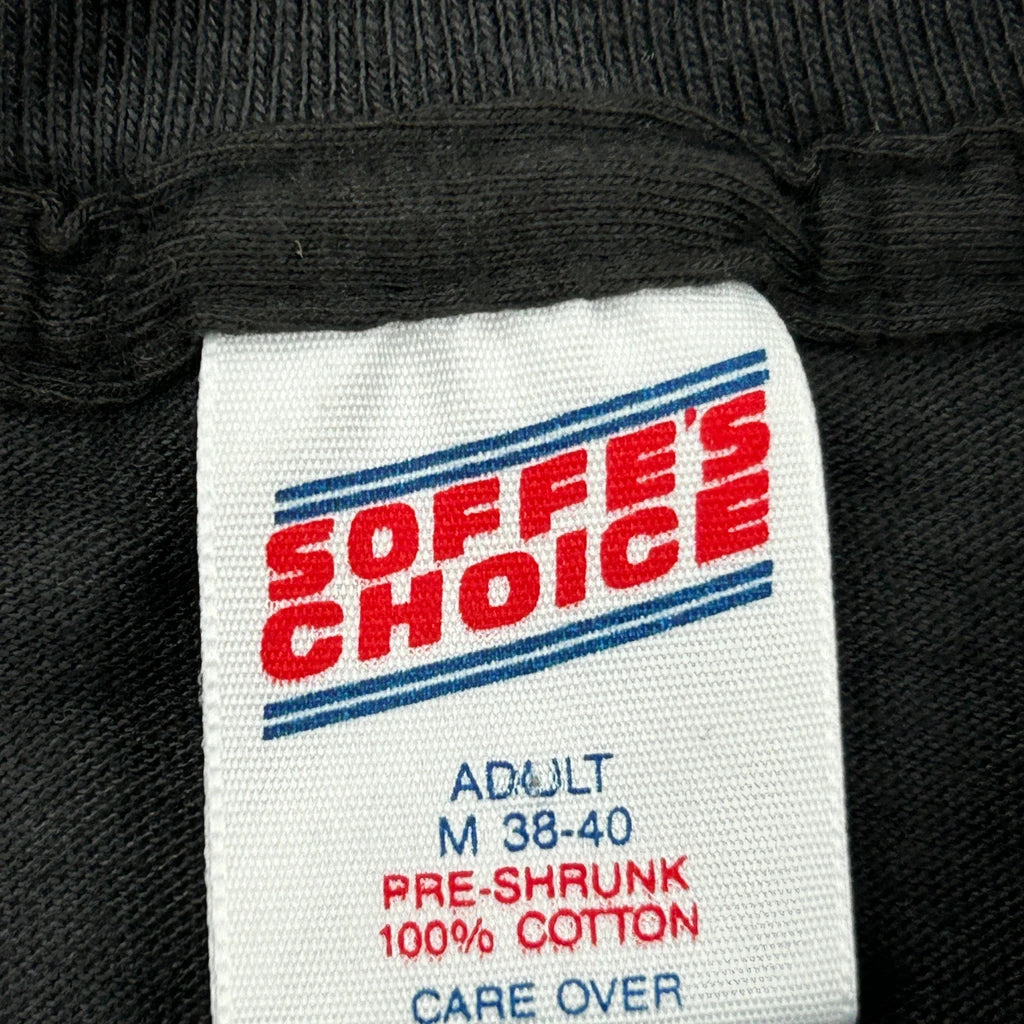 SOFFE'S
CHOICE
ADULT
M 38-40
PRE-SHRUNK
100% COTTON
CARE OVER